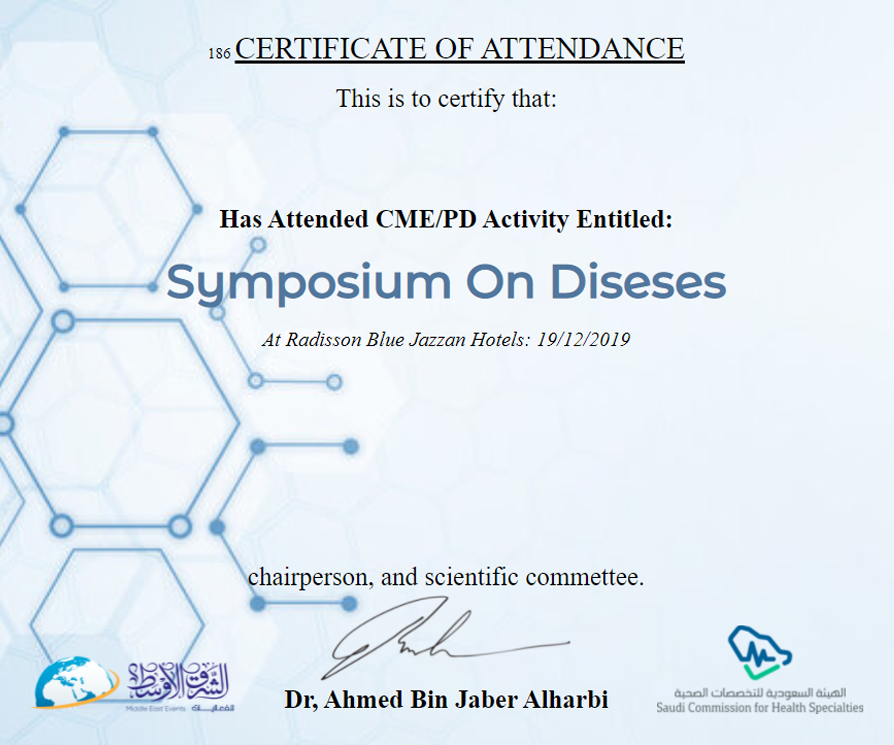 186 CERTIFICATE OF ATTENDANCE
This is to certify that:
Has Attended CME/PD Activity Entitled:
Symposium On Diseses
At Radisson Blue Jazzan Hotels: 19/12/2019
chairperson, and scientific commettee.
Dr, Ahmed Bin Jaber Alharbi
الشرق الأوسط
Middle East Events الفعاليات
الهيئة السعودية للتخصصات الصحية
Saudi Commission for Health Specialties